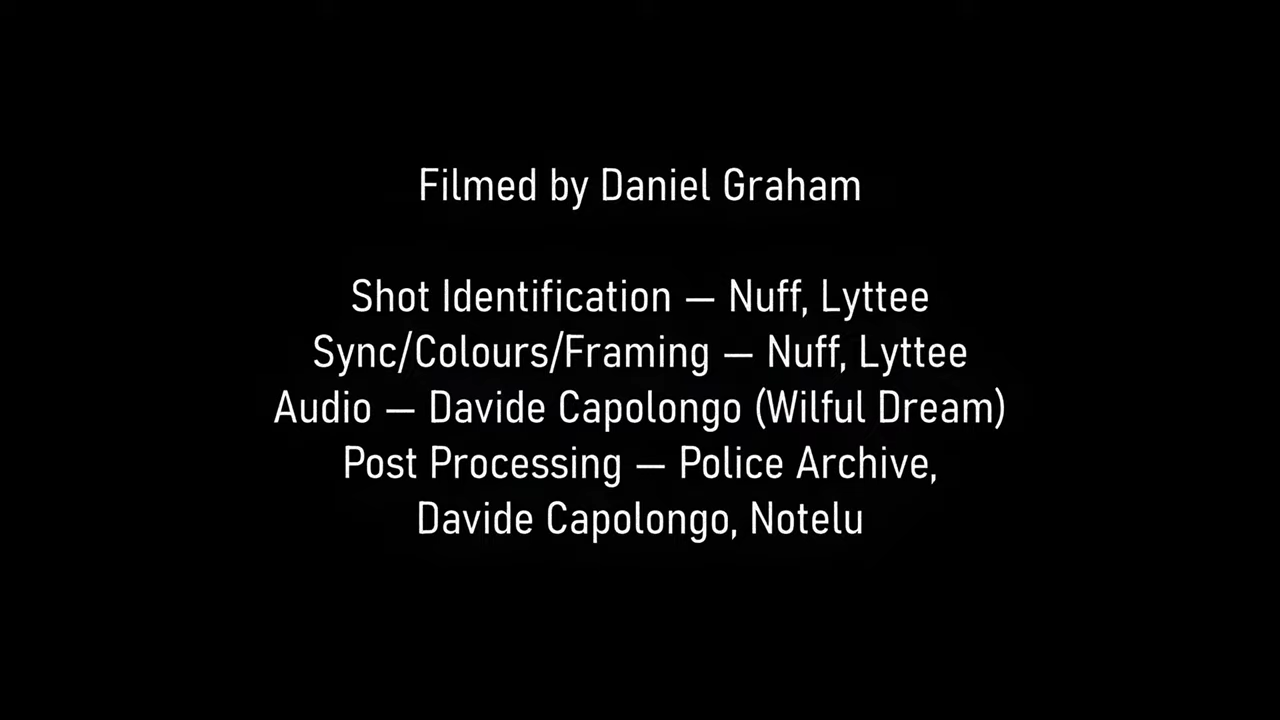 Filmed by Daniel Graham
Shot Identification — Nuff, Lyttee
Sync/Colours/Framing — Nuff, Lyttee
Audio — Davide Capolongo (Wilful Dream)
Post Processing — Police Archive,
Davide Capolongo, Notelu